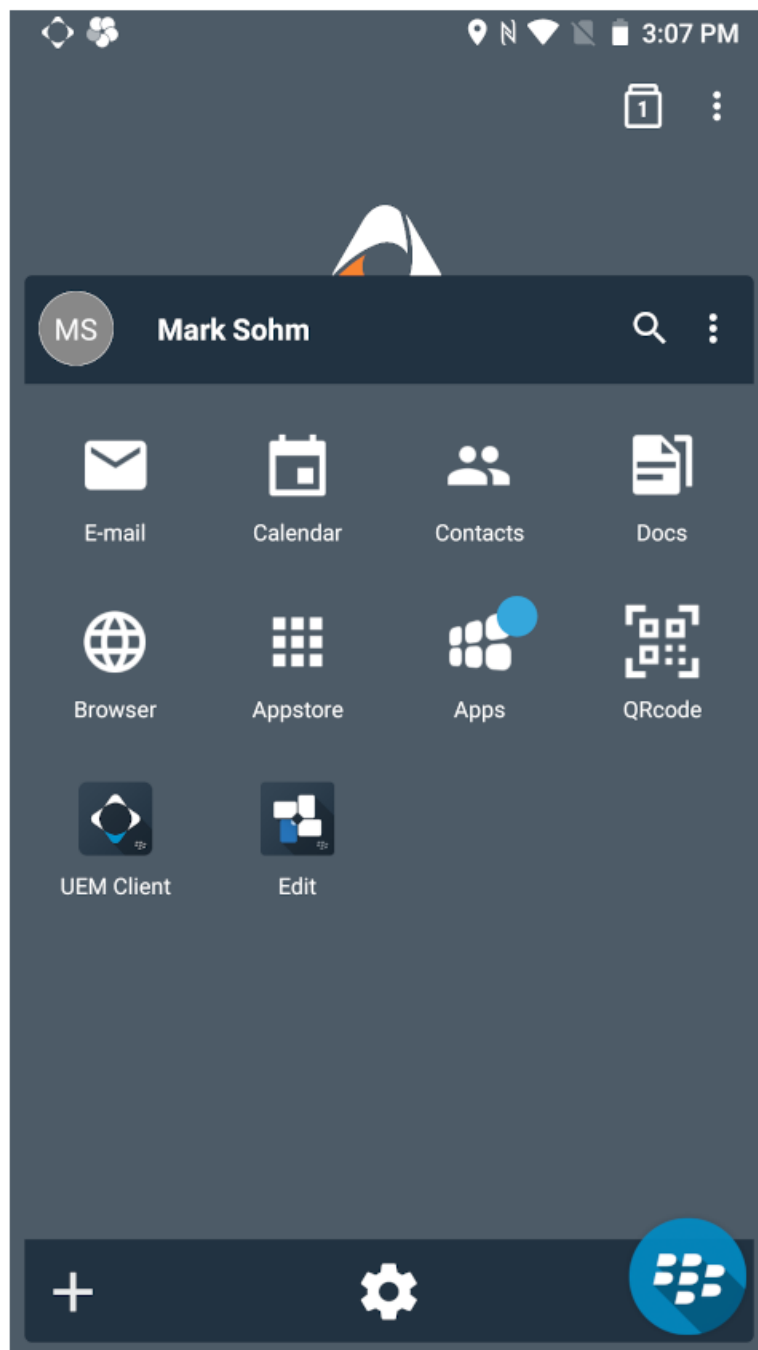 3:07 PM
1
MS Mark Sohm
E-mail Calendar Contacts Docs
Browser Appstore Apps QRcode
UEM Client Edit